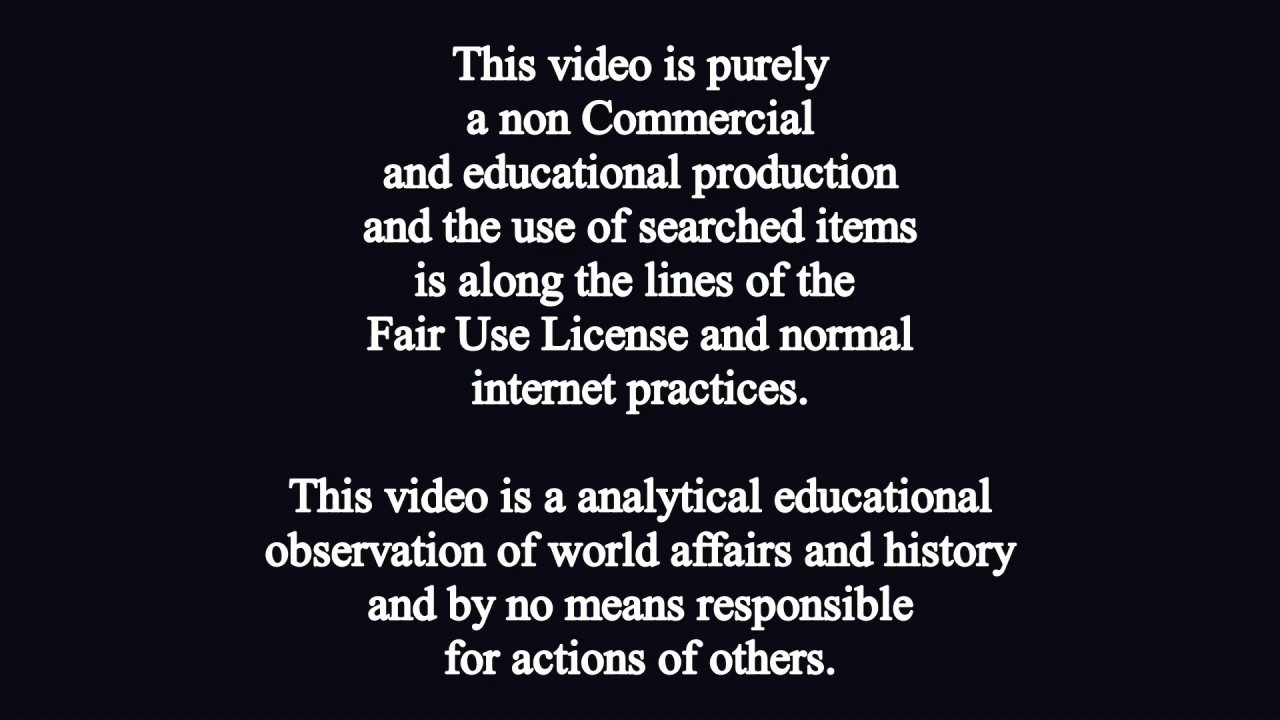 This video is purely
a non Commercial
and educational production
and the use of searched items
is along the lines of the
Fair Use License and normal
internet practices.
This video is a analytical educational
observation of world affairs and history
and by no means responsible
for actions of others.